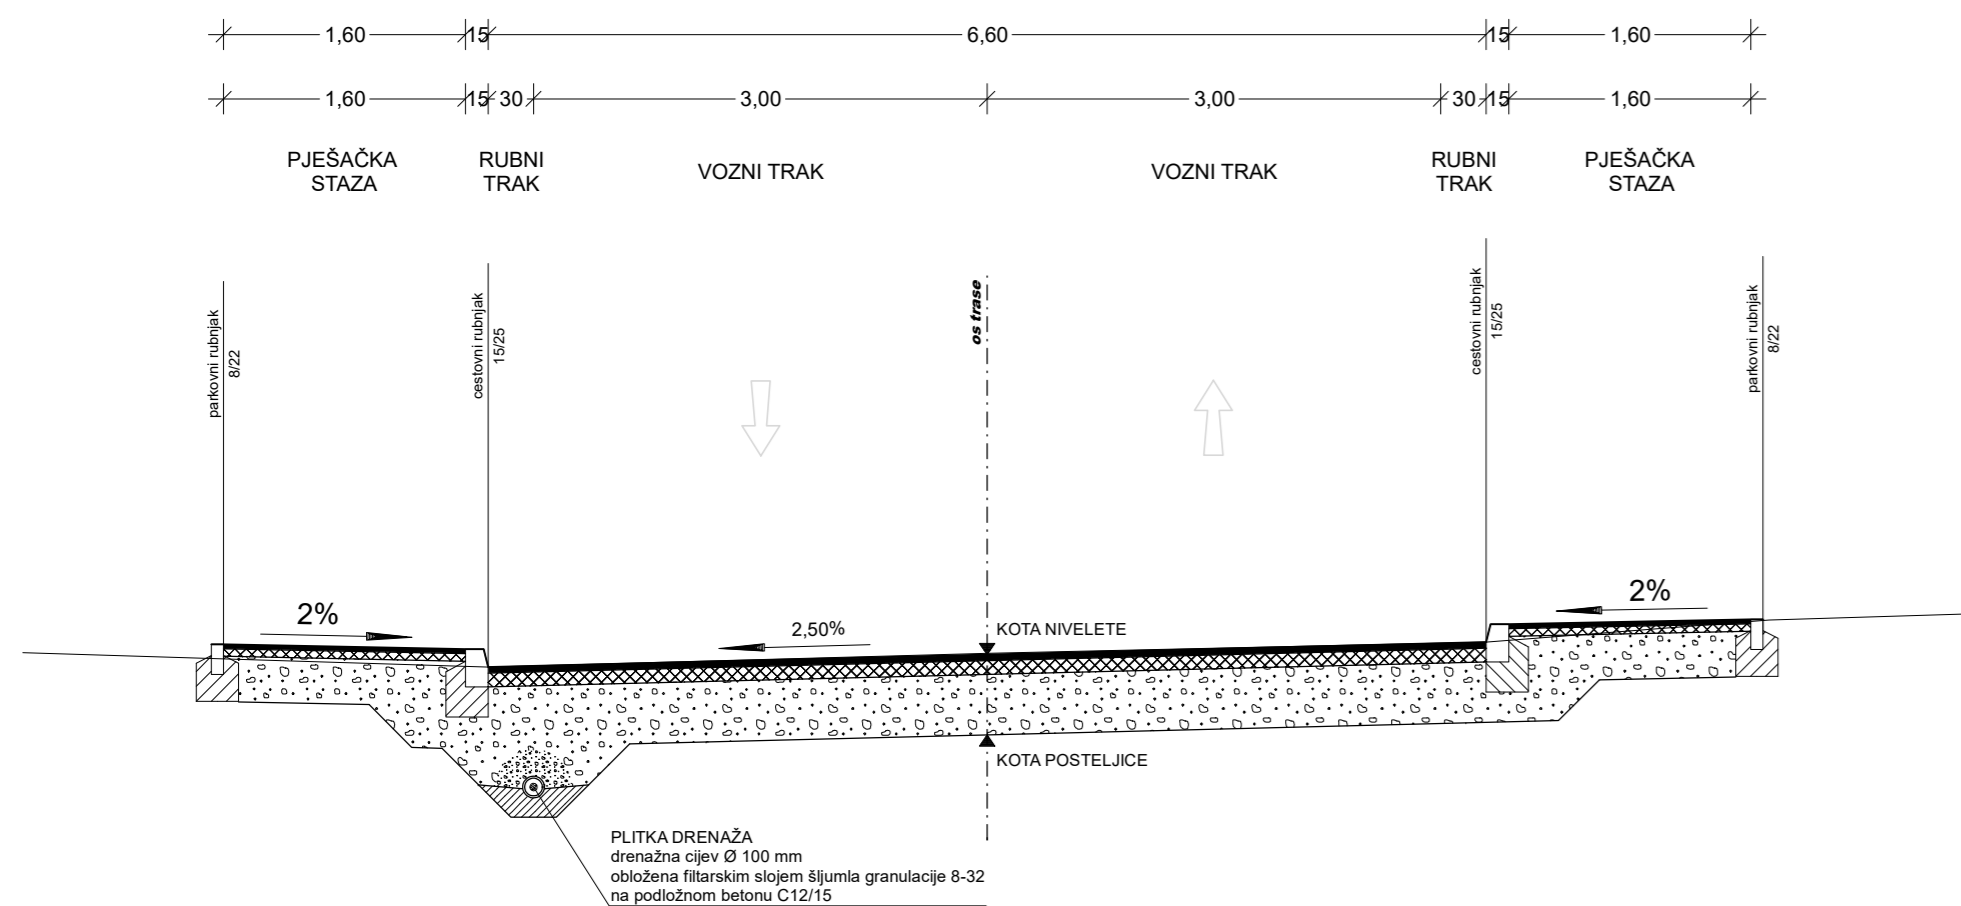 1,60 15 6,60 15 1,60
1,60 15 30 3,00 3,00 30 15 1,60
PJEŠAČKA
STAZA
RUBNI
TRAK
VOZNI TRAK
VOZNI TRAK
RUBNI
TRAK
PJEŠAČKA
STAZA
parkovni rubnjak
8/22
cestovni rubnjak
15/25
os trase
cestovni rubnjak
15/25
parkovni rubnjak
8/22
2%
2,50%
KOTA NIVELETE
2%
KOTA POSTELJICE
PLITKA DRENAŽA
drenažna cijev Ø 100 mm
obložena filtarskim slojem šljumla granulacije 8-32
na podložnom betonu C12/15